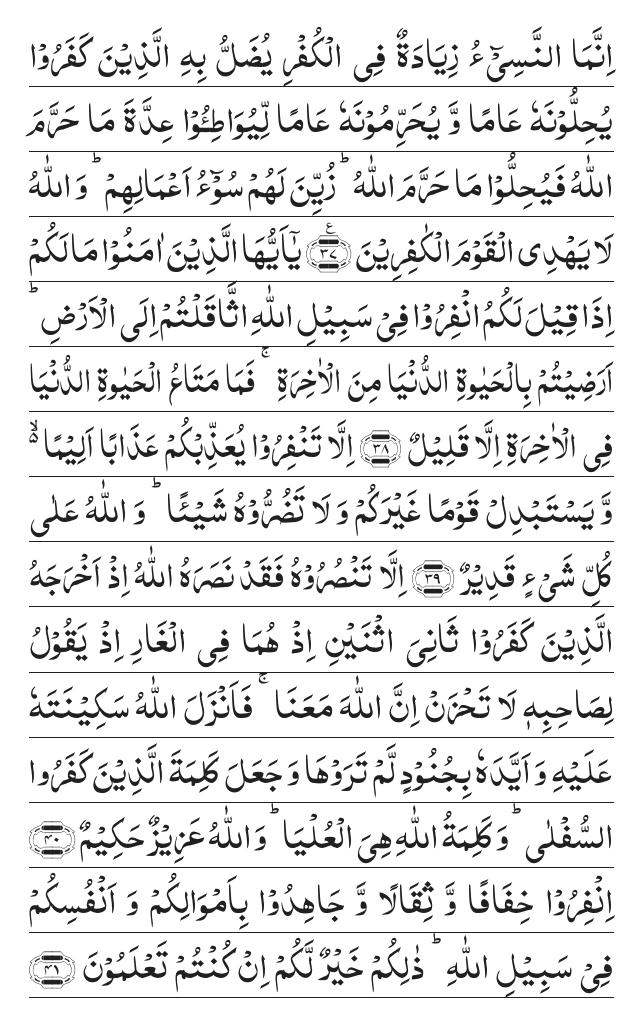 اِنَّمَا النَّسِیْٓءُ زِیَادَةٌ فِی الْكُفْرِ یُضَلُّ بِهِ الَّذِیْنَ كَفَرُوْا
یُحِلُّوْنَهٗ عَامًا وَّ یُحَرِّمُوْنَهٗ عَامًا لِّیُوَاطِـُٔوْا عِدَّةَ مَا حَرَّمَ
اللّٰهُ فَیُحِلُّوْا مَا حَرَّمَ اللّٰهُؕ زُیِّنَ لَهُمْ سُوْٓءُ اَعْمَالِهِمْؕ وَ اللّٰهُ
لَا یَهْدِی الْقَوْمَ الْكٰفِرِیْنَ ۠﴿۳۷﴾ یٰۤاَیُّهَا الَّذِیْنَ اٰمَنُوْا مَا لَكُمْ
اِذَا قِیْلَ لَكُمُ انْفِرُوْا فِیْ سَبِیْلِ اللّٰهِ اثَّاقَلْتُمْ اِلَى الْاَرْضِؕ
اَرَضِیْتُمْ بِالْحَیٰوةِ الدُّنْیَا مِنَ الْاٰخِرَةِۚ فَمَا مَتَاعُ الْحَیٰوةِ الدُّنْیَا
فِی الْاٰخِرَةِ اِلَّا قَلِیْلٌ ﴿۳۸﴾ اِلَّا تَنْفِرُوْا یُعَذِّبْكُمْ عَذَابًا اَلِیْمًا ۙ۬
وَّ یَسْتَبْدِلْ قَوْمًا غَیْرَكُمْ وَ لَا تَضُرُّوْهُ شَیْـًٔاؕ وَ اللّٰهُ عَلٰى
كُلِّ شَیْءٍ قَدِیْرٌ ﴿۳۹﴾ اِلَّا تَنْصُرُوْهُ فَقَدْ نَصَرَهُ اللّٰهُ اِذْ اَخْرَجَهُ
الَّذِیْنَ كَفَرُوْا ثَانِیَ اثْنَیْنِ اِذْ هُمَا فِی الْغَارِ اِذْ یَقُوْلُ
لِصَاحِبِهٖ لَا تَحْزَنْ اِنَّ اللّٰهَ مَعَنَاۚ فَاَنْزَلَ اللّٰهُ سَكِیْنَتَهٗ
عَلَیْهِ وَ اَیَّدَهٗ بِجُنُوْدٍ لَّمْ تَرَوْهَا وَ جَعَلَ كَلِمَةَ الَّذِیْنَ كَفَرُوا
السُّفْلٰىؕ وَ كَلِمَةُ اللّٰهِ هِیَ الْعُلْیَاؕ وَ اللّٰهُ عَزِیْزٌ حَكِیْمٌ ﴿۴۰﴾
اِنْفِرُوْا خِفَافًا وَّ ثِقَالًا وَّ جَاهِدُوْا بِاَمْوَالِكُمْ وَ اَنْفُسِكُمْ
فِیْ سَبِیْلِ اللّٰهِؕ ذٰلِكُمْ خَیْرٌ لَّكُمْ اِنْ كُنْتُمْ تَعْلَمُوْنَ ﴿۴۱﴾